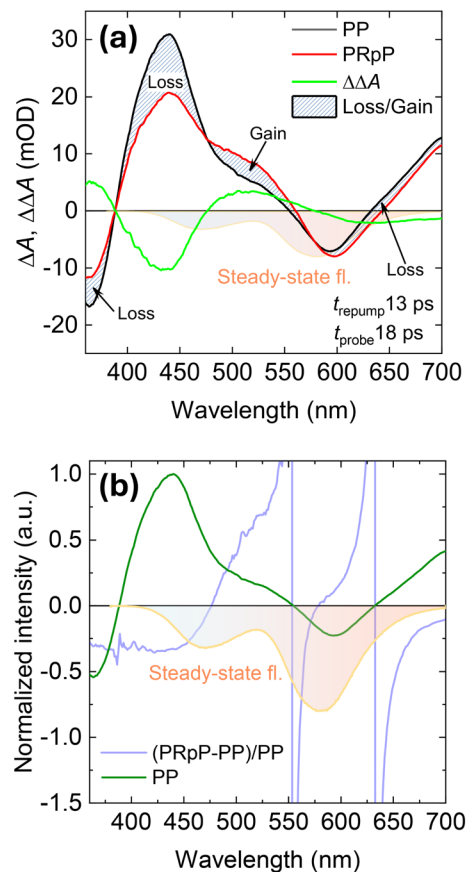 (a)
PP
PRpP
ΔΔA
Loss/Gain
Loss
Gain
Loss
Loss
Steady-state fl.
t_repump 13 ps
t_probe 18 ps
30
20
10
0
-10
-20
ΔA, ΔΔA (mOD)
400 450 500 550 600 650 700
Wavelength (nm)
(b)
1.0
0.5
0.0
-0.5
-1.0
-1.5
Normalized intensity (a.u.)
Steady-state fl.
(PRpP-PP)/PP
PP
400 450 500 550 600 650 700
Wavelength (nm)